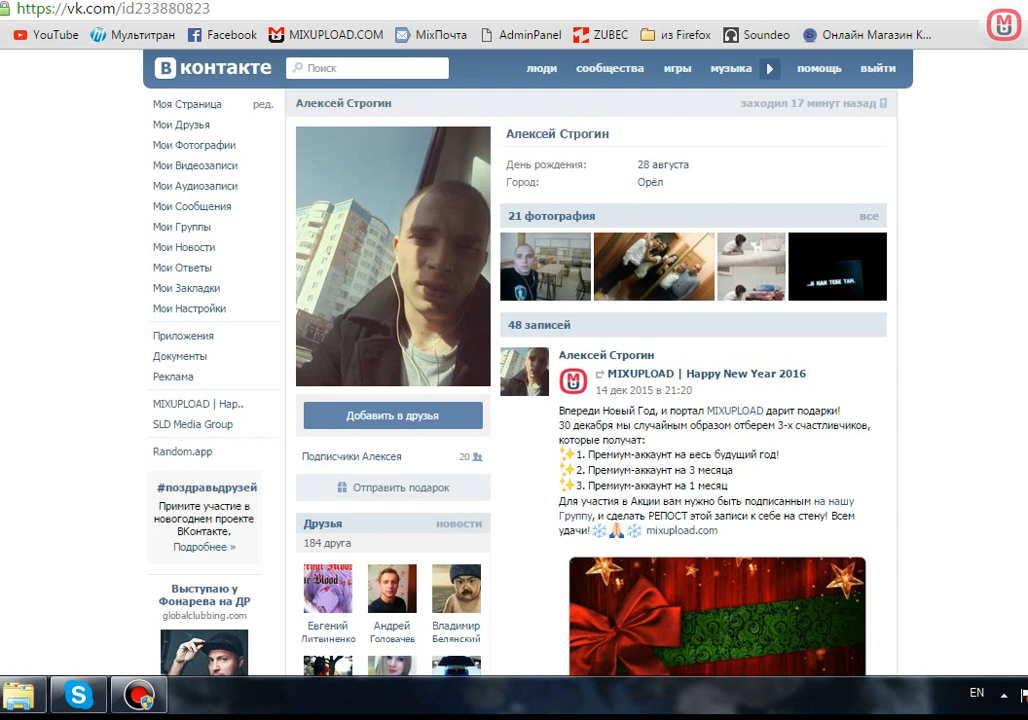 https://vk.com/id233880823
YouTube Мультитран Facebook MIXUPLOAD.COM MixПочта AdminPanel ZUBEC из Firefox Soundeo Онлайн Магазин К...
В контакте Поиск люди сообщества игры музыка помощь выйти
Моя Страница ред.
Мои Друзья
Мои Фотографии
Мои Видеозаписи
Мои Аудиозаписи
Мои Сообщения
Мои Группы
Мои Новости
Мои Ответы
Мои Закладки
Мои Настройки
Приложения
Документы
Реклама
MIXUPLOAD | Hap..
SLD Media Group
Random.app
#поздравьдрузей
Примите участие в
новогоднем проекте
ВКонтакте.
Подробнее »
Выступаю у
Фонарева на ДР
globalclubbing.com
Алексей Строгин заходил 17 минут назад
Добавить в друзья
Подписчики Алексея 20
Отправить подарок
Друзья новости
184 друга
Евгений
Литвиненко
Андрей
Головачев
Владимир
Белянский
Алексей Строгин
День рождения: 28 августа
Город: Орёл
21 фотография все
...И КАК ТЕБЕ ТАМ,
48 записей
Алексей Строгин
MIXUPLOAD | Happy New Year 2016
14 дек 2015 в 21:20
Впереди Новый Год, и портал MIXUPLOAD дарит подарки!
30 декабря мы случайным образом отберем 3-х счастливчиков,
которые получат:
✨1. Премиум-аккаунт на весь будущий год!
✨2. Премиум-аккаунт на 3 месяца
✨3. Премиум-аккаунт на 1 месяц
Для участия в Акции вам нужно быть подписанным на нашу
Группу, и сделать РЕПОСТ этой записи к себе на стену! Всем
удачи!❄🙏❄ mixupload.com
EN